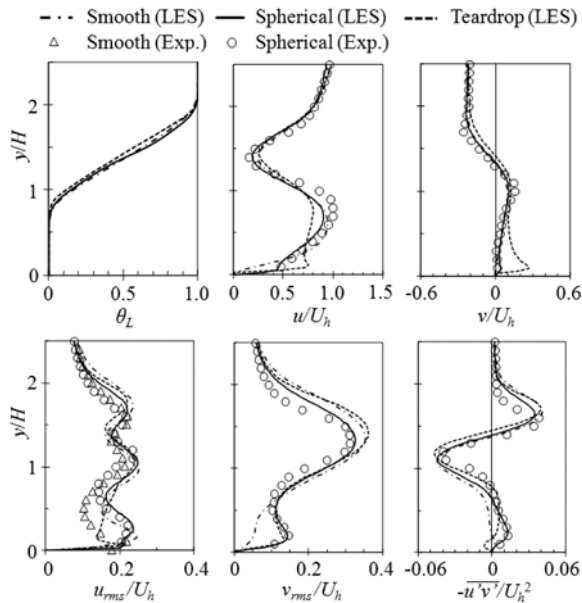 Smooth (LES) Spherical (LES) Teardrop (LES)
Smooth (Exp.) Spherical (Exp.)
y/H
2
1
0
0.5 1.0
θL
0 0.5 1.0 1.5
u/Uh
-0.6 0 0.6
v/Uh
y/H
2
1
0
0 0.2 0.4
urms/Uh
0 0.2 0.4
vrms/Uh
-0.06 0 0.06
-u'v'/Uh2